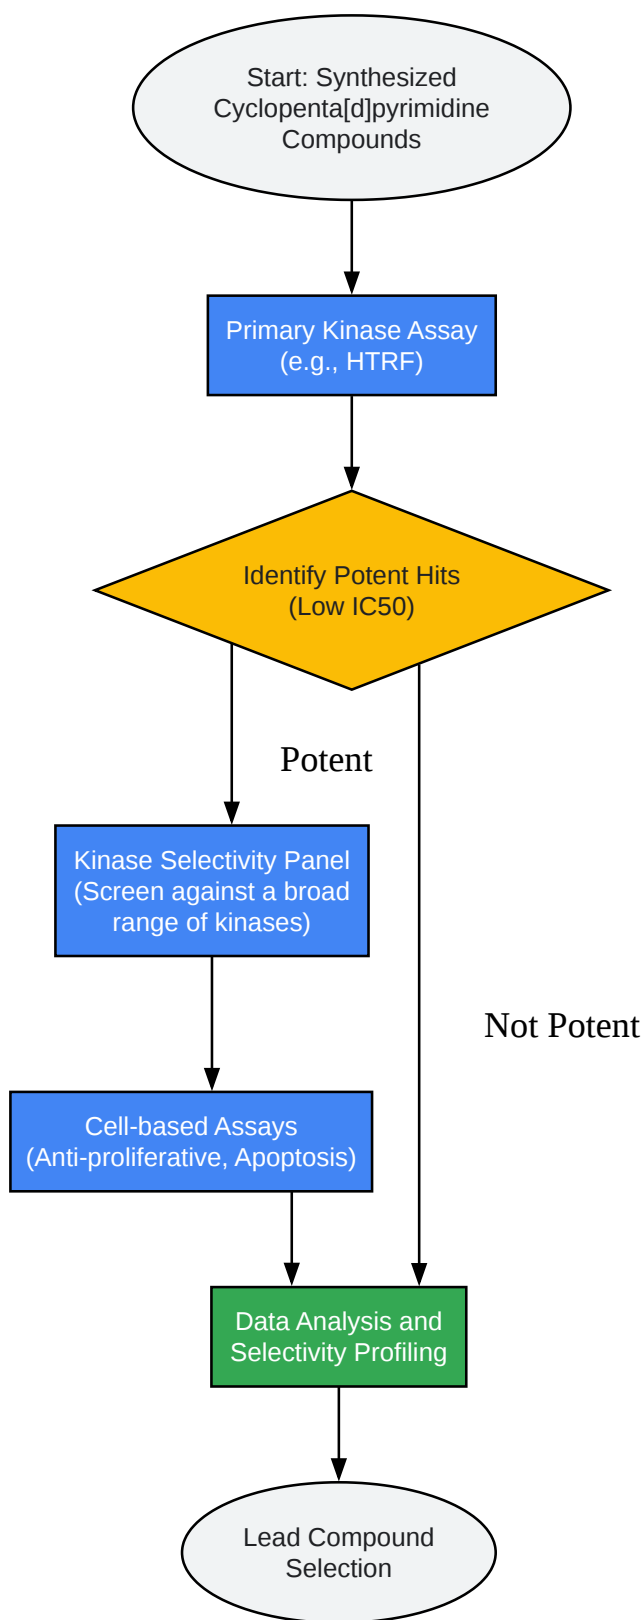 Start: Synthesized
Cyclopenta[d]pyrimidine
Compounds
Primary Kinase Assay
(e.g., HTRF)
Identify Potent Hits
(Low IC50)
Potent
Kinase Selectivity Panel
(Screen against a broad
range of kinases)
Not Potent
Cell-based Assays
(Anti-proliferative, Apoptosis)
Data Analysis and
Selectivity Profiling
Lead Compound
Selection